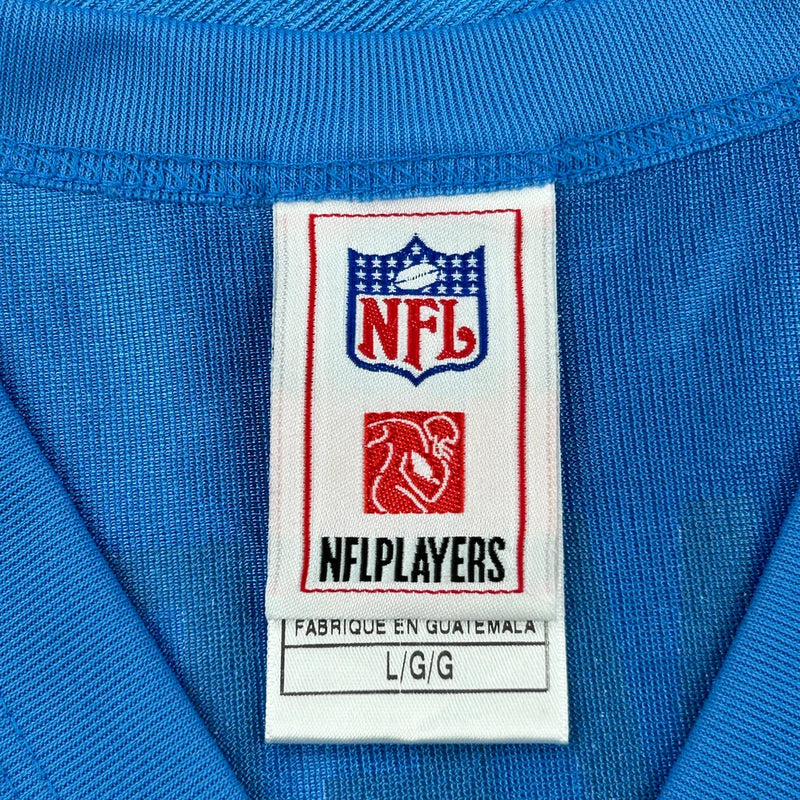 NFL
NFLPLAYERS
FABRIQUE EN GUATEMALA
L/G/G